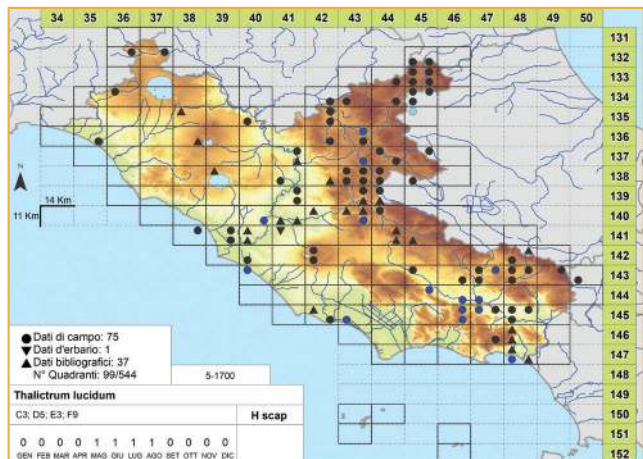 34 35 36 37 38 39 40 41 42 43 44 45 46 47 48 49 50
131
132
133
134
135
136
137
138
139
140
141
142
143
144
145
146
147
148
149
150
151
152
N
14 Km
11 Km
Dati di campo: 75
Dati d'erbario: 1
Dati bibliografici: 37
N° Quadranti: 99/544
5-1700
Thalictrum lucidum
C3; D5; E3; F9
H scap
0 0 0 0 1 1 1 1 0 0 0 0
GEN FEB MAR APR MAG GIU LUG AGO SET OTT NOV DIC